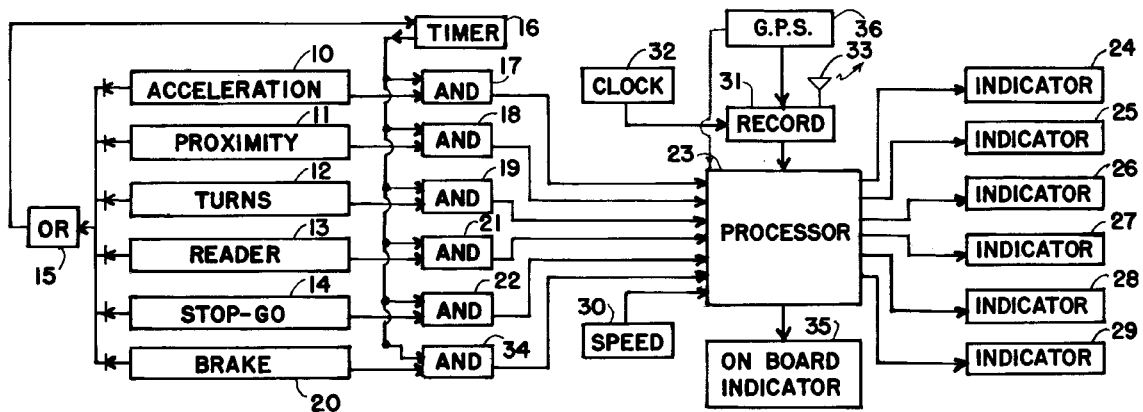 TIMER
16
G.P.S.
36
10
17
32
33
24
ACCELERATION
AND
CLOCK
31
INDICATOR
11
18
RECORD
25
PROXIMITY
AND
23
INDICATOR
12
19
26
TURNS
AND
INDICATOR
OR
15
13
21
PROCESSOR
27
READER
AND
INDICATOR
14
22
28
STOP-GO
AND
30
SPEED
INDICATOR
BRAKE
20
AND
34
35
ON BOARD
INDICATOR
29
INDICATOR